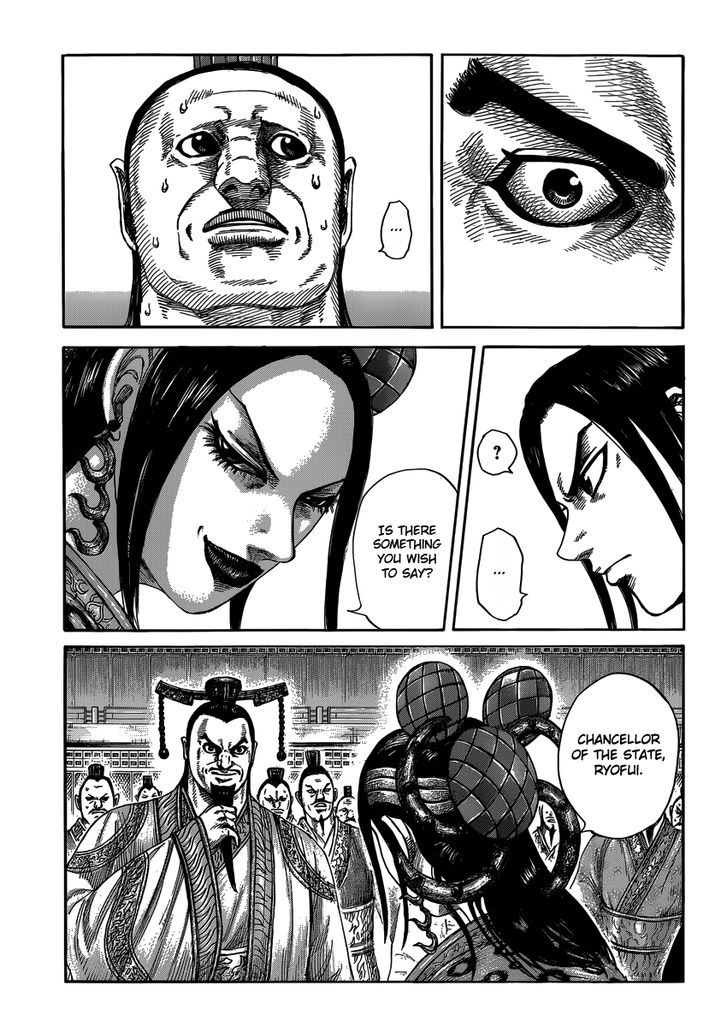 ...
?
...
IS THERE
SOMETHING
YOU WISH
TO SAY?
CHANCELLOR
OF THE STATE,
RYOFUI.